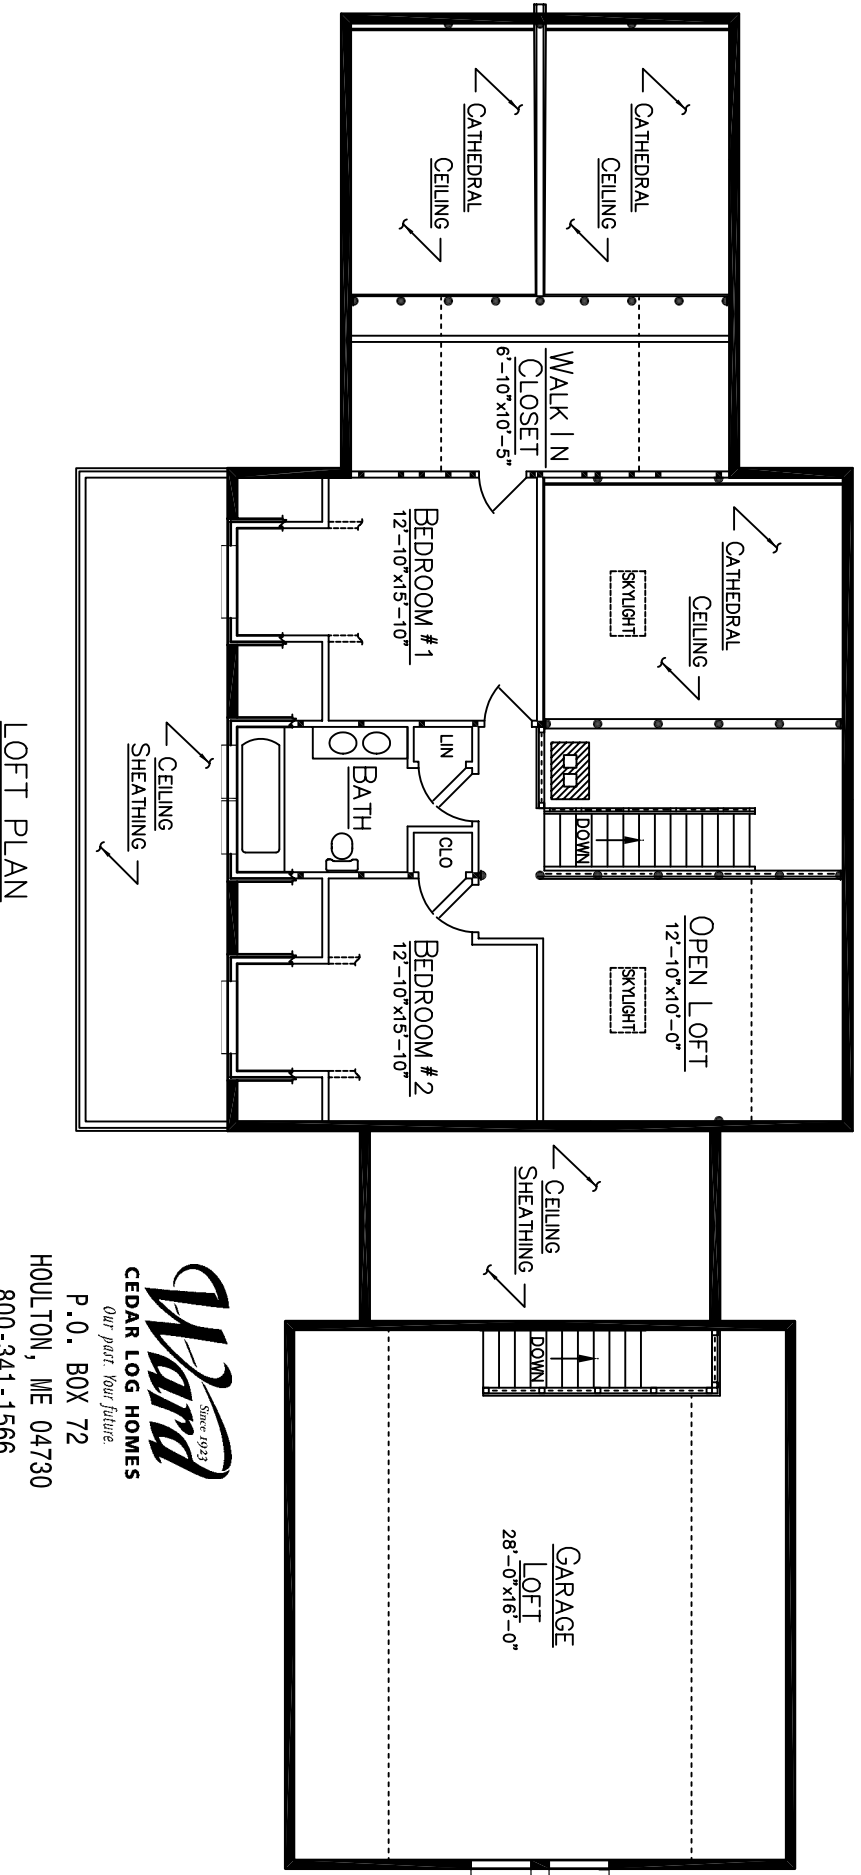 CATHEDRAL
CEILING
CATHEDRAL
CEILING
WALK IN
CLOSET
6'-10"x10'-5"
CATHEDRAL
CEILING
SKYLIGHT
BEDROOM #1
12'-10"x15'-10"
LIN
BATH
CLO
DOWN
CEILING
SHEATHING
OPEN LOFT
12'-10"x10'-0"
SKYLIGHT
BEDROOM #2
12'-10"x15'-10"
CEILING
SHEATHING
DOWN
GARAGE
LOFT
28'-0"x16'-0"
LOFT PLAN
Ward
Since 1923
CEDAR LOG HOMES
Our past. Your future.
P.O. BOX 72
HOULTON, ME 04730
800-341-1566